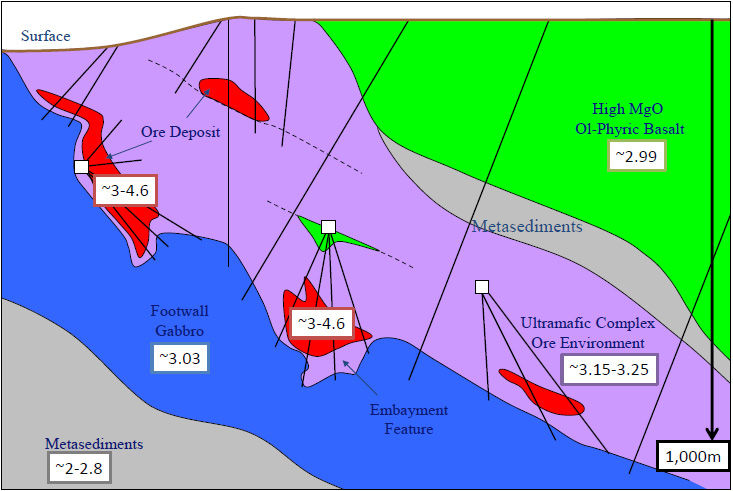 Surface
Ore Deposit
High MgO
Ol-Phyric Basalt
~2.99
~3-4.6
Metasediments
Footwall
Gabbro
~3.03
~3-4.6
Ultramafic Complex
Ore Environment
~3.15-3.25
Embayment
Feature
Metasediments
~2-2.8
1,000m